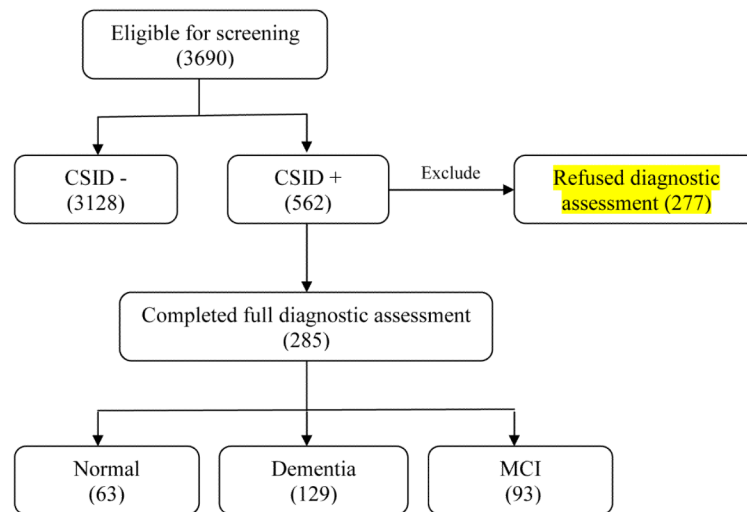 Eligible for screening
(3690)
CSID -
(3128)
CSID +
(562)
Exclude
Refused diagnostic
assessment (277)
Completed full diagnostic assessment
(285)
Normal
(63)
Dementia
(129)
MCI
(93)